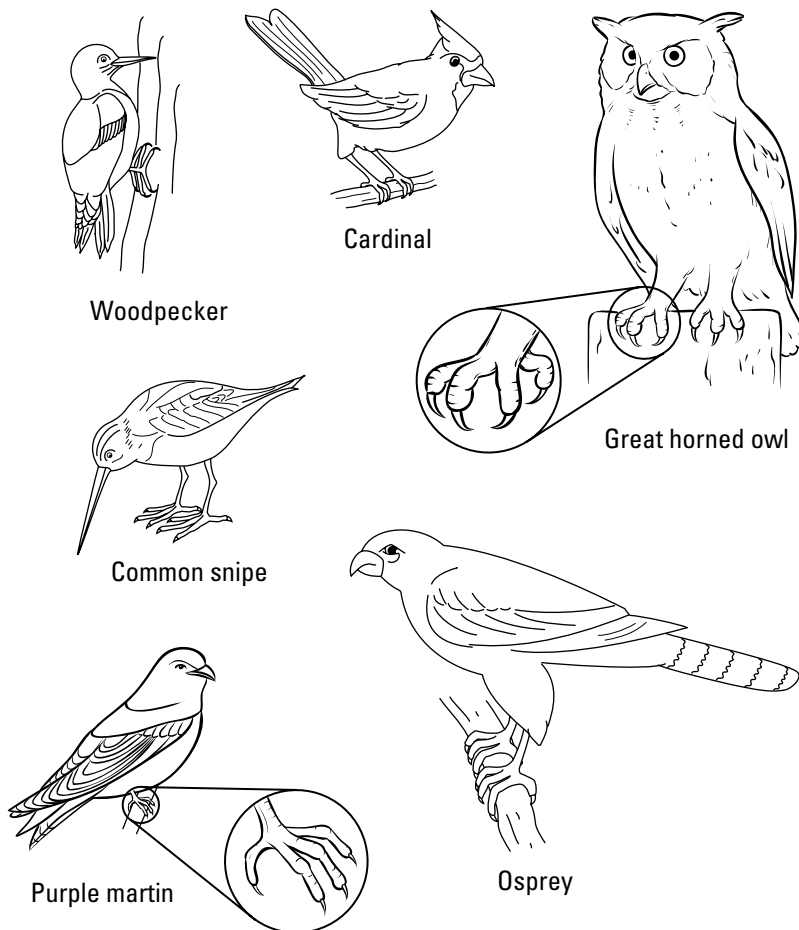 Cardinal
Woodpecker
Great horned owl
Common snipe
Purple martin
Osprey